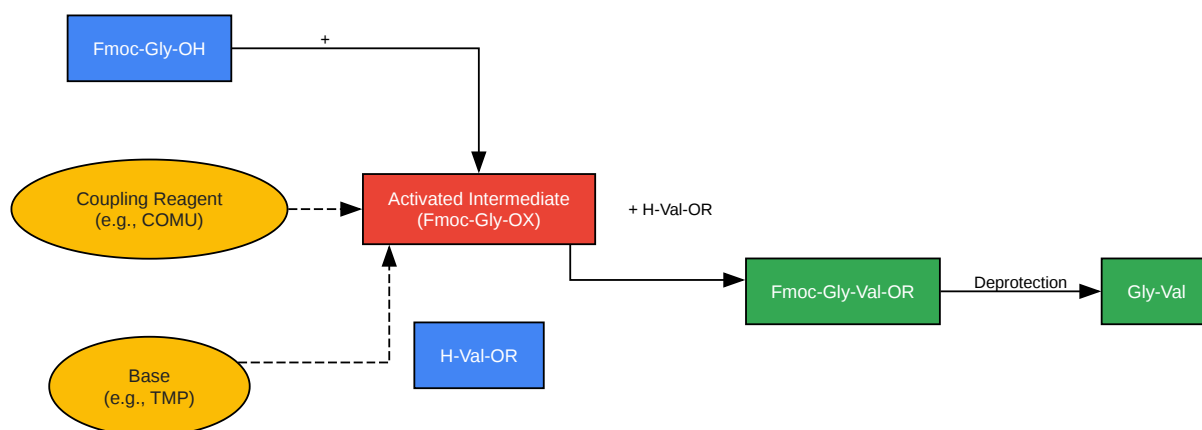 Fmoc-Gly-OH
+
Coupling Reagent
(e.g., COMU)
Activated Intermediate
(Fmoc-Gly-OX)
+ H-Val-OR
Fmoc-Gly-Val-OR
Deprotection
Gly-Val
H-Val-OR
Base
(e.g., TMP)